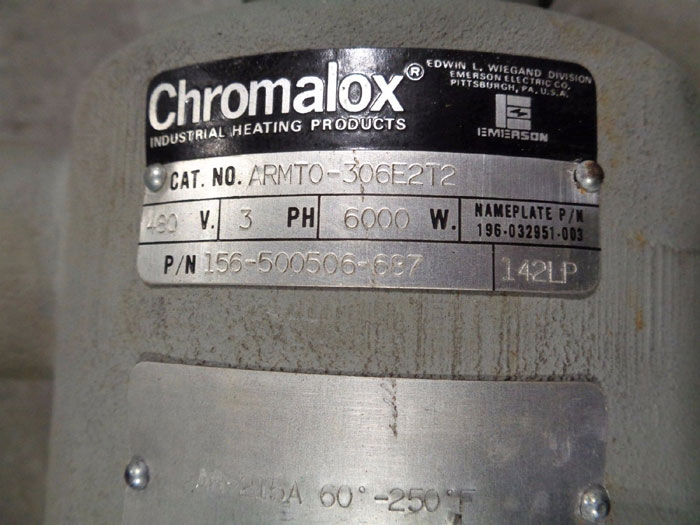 Chromalox®
INDUSTRIAL HEATING PRODUCTS
EDWIN L. WIEGAND DIVISION
EMERSON ELECTRIC CO.
PITTSBURGH, PA. U.S.A.
EMERSON
CAT. NO. ARMTO-306E2T2
480 V. 3 PH 6000 W.
NAMEPLATE P/N
196-032951-003
P/N 156-500506-687
142LP
60°-250°F